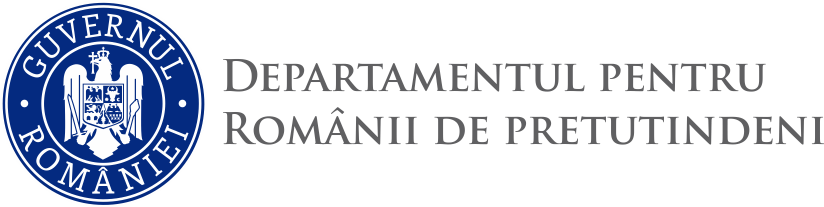 GUVERNUL
ROMÂNIEI
DEPARTAMENTUL PENTRU
ROMÂNII DE PRETUTINDENI